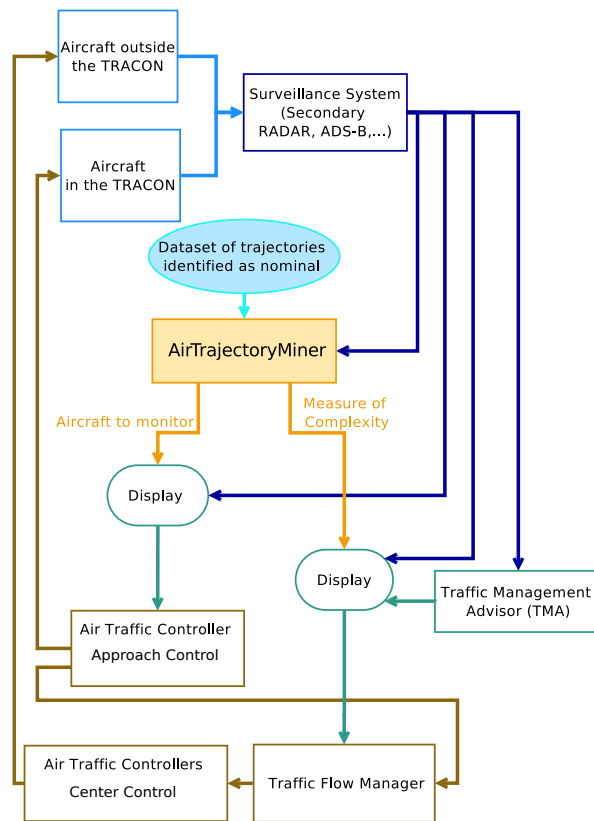 Aircraft outside
the TRACON
Surveillance System
(Secondary
RADAR, ADS-B,...)
Aircraft
in the TRACON
Dataset of trajectories
identified as nominal
AirTrajectoryMiner
Aircraft to monitor
Measure of
Complexity
Display
Display
Traffic Management
Advisor (TMA)
Air Traffic Controller
Approach Control
Air Traffic Controllers
Center Control
Traffic Flow Manager